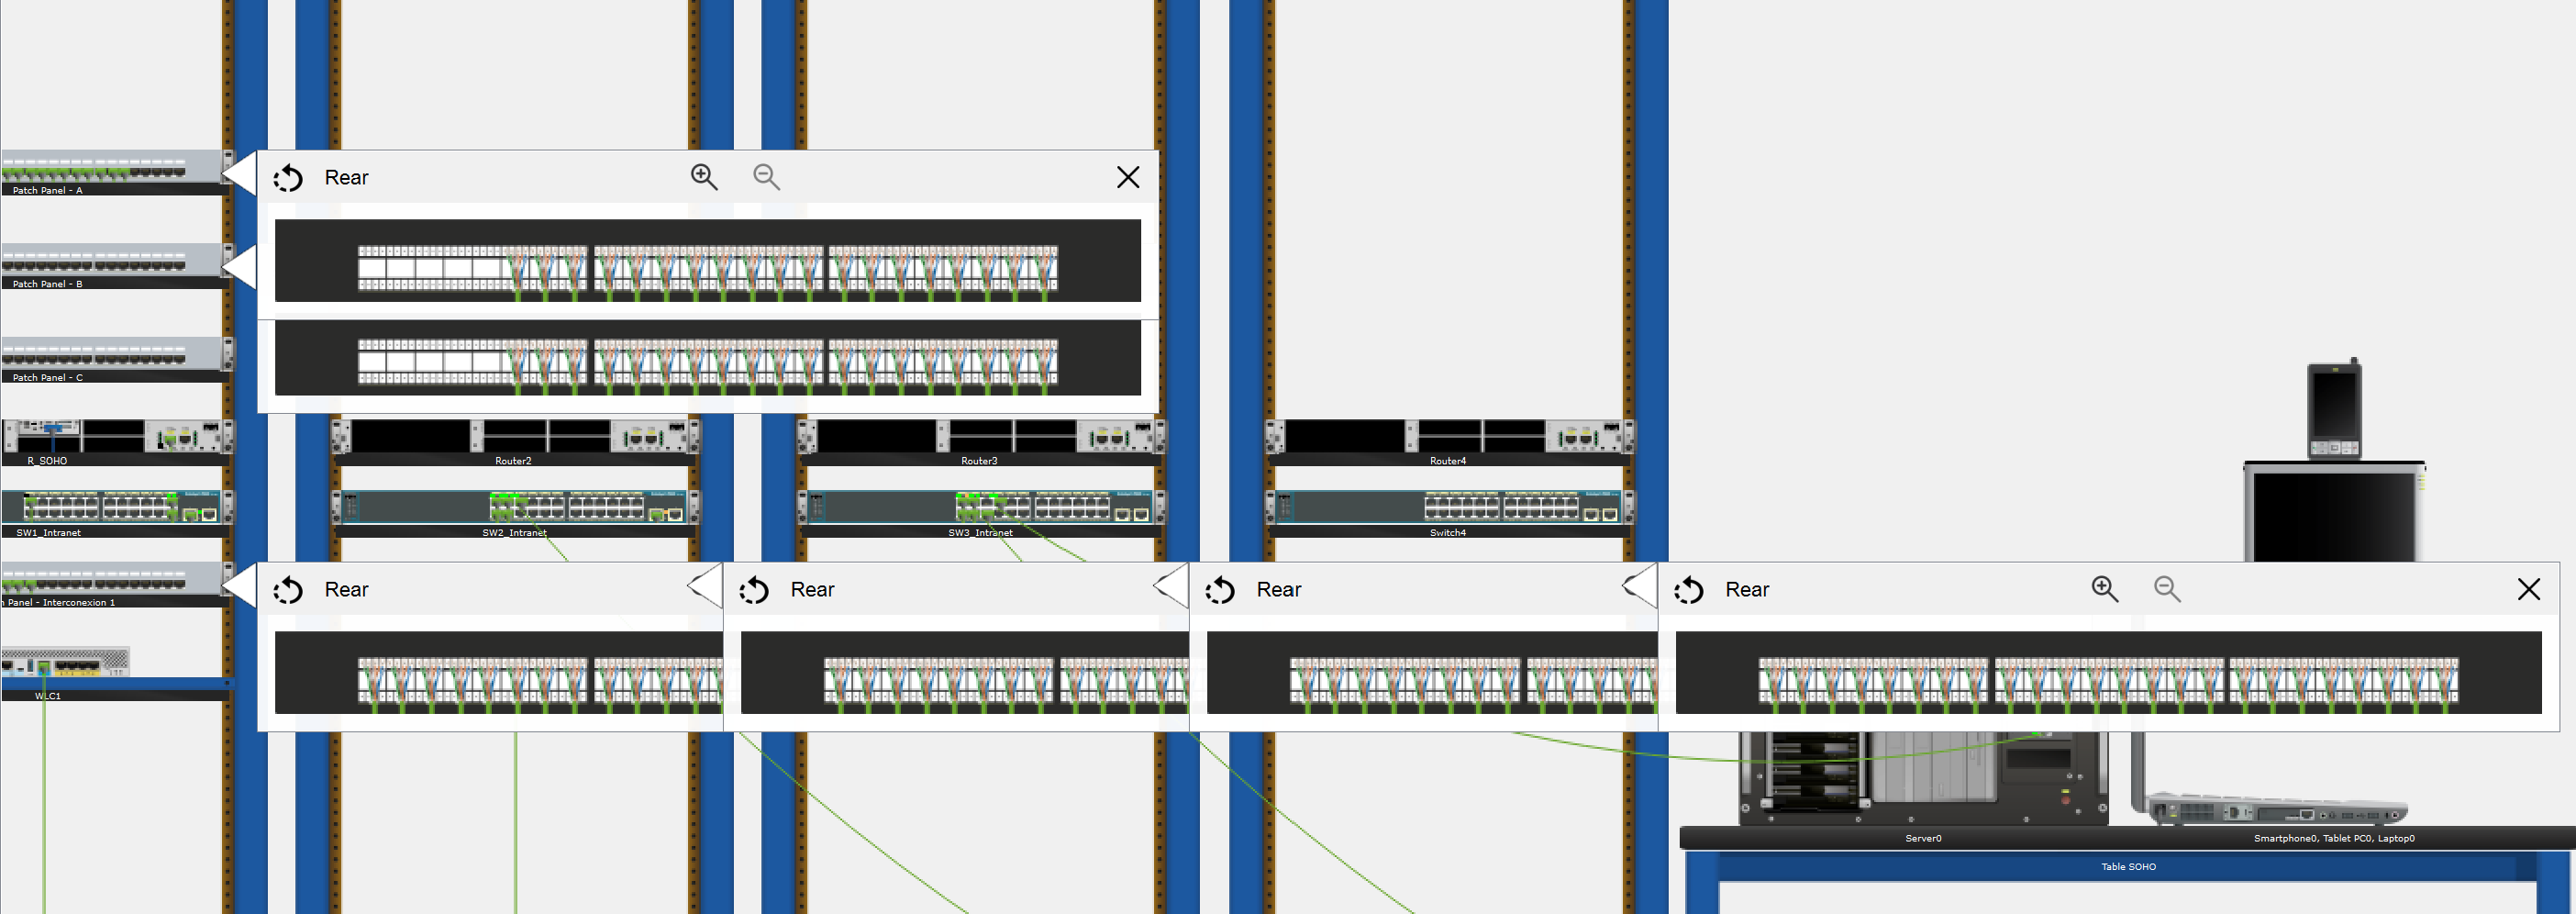 Patch Panel - A
Rear
Patch Panel - B
Patch Panel - C
R_SOHO
Router2
Router3
Router4
SW1_Intranet
SW2_Intranet
SW3_Intranet
Switch4
Panel - Interconexion 1
Rear
Rear
Rear
Rear
WLC1
Server0
Smartphone0, Tablet PC0, Laptop0
Table SOHO